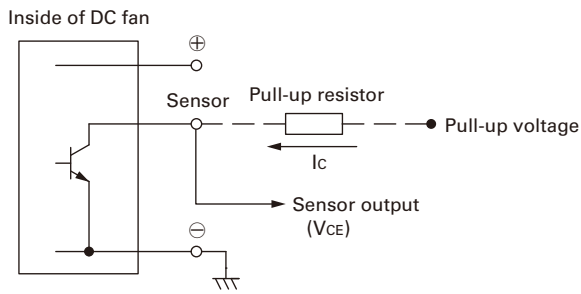 Inside of DC fan
⊕
Sensor
Pull-up resistor
Pull-up voltage
Ic
Sensor output
(VCE)
⊖